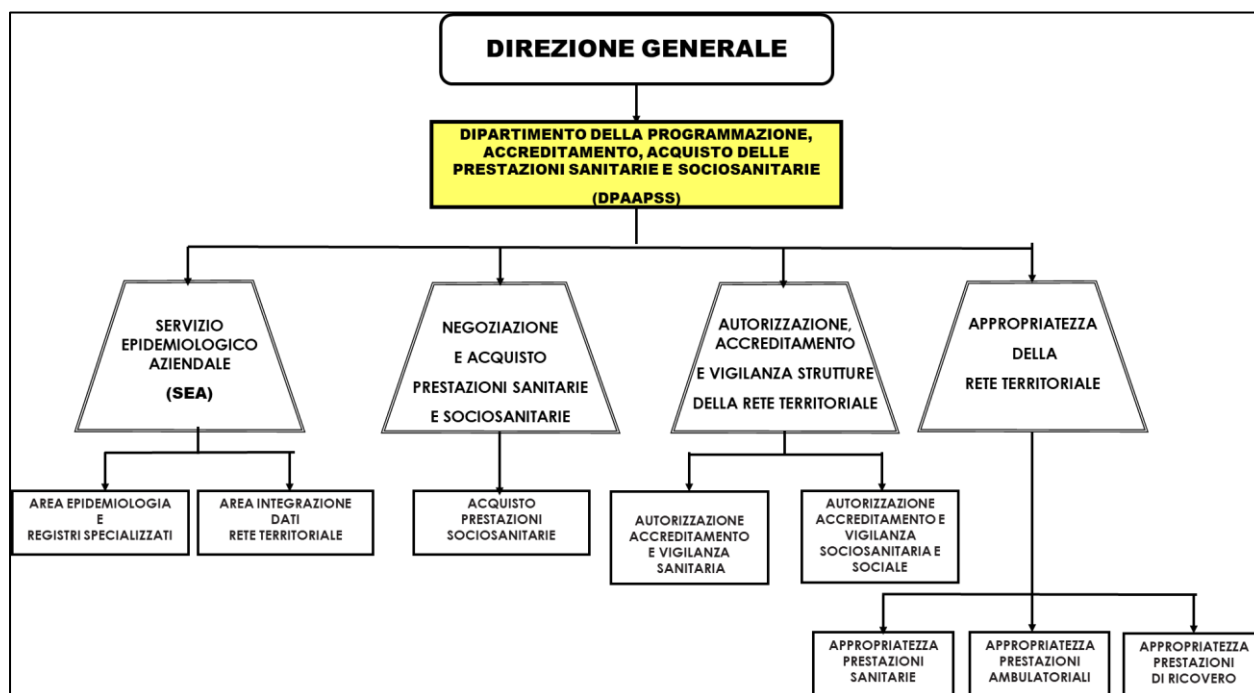 DIREZIONE GENERALE
DIPARTIMENTO DELLA PROGRAMMAZIONE,
ACCREDITAMENTO, ACQUISTO DELLE
PRESTAZIONI SANITARIE E SOCIOSANITARIE
(DPAAPSS)
SERVIZIO
EPIDEMIOLOGICO
AZIENDALE
(SEA)
NEGOZIAZIONE
E ACQUISTO
PRESTAZIONI SANITARIE
E SOCIOSANITARIE
AUTORIZZAZIONE,
ACCREDITAMENTO
E VIGILANZA STRUTTURE
DELLA RETE TERRITORIALE
APPROPRIATEZZA
DELLA
RETE TERRITORIALE
AREA EPIDEMIOLOGIA
E
REGISTRI SPECIALIZZATI
AREA INTEGRAZIONE
DATI
RETE TERRITORIALE
ACQUISTO
PRESTAZIONI
SOCIOSANITARIE
AUTORIZZAZIONE
ACCREDITAMENTO
E VIGILANZA
SANITARIA
AUTORIZZAZIONE
ACCREDITAMENTO E
VIGILANZA
SOCIOSANITARIA E
SOCIALE
APPROPRIATEZZA
PRESTAZIONI
SANITARIE
APPROPRIATEZZA
PRESTAZIONI
AMBULATORIALI
APPROPRIATEZZA
PRESTAZIONI
DI RICOVERO